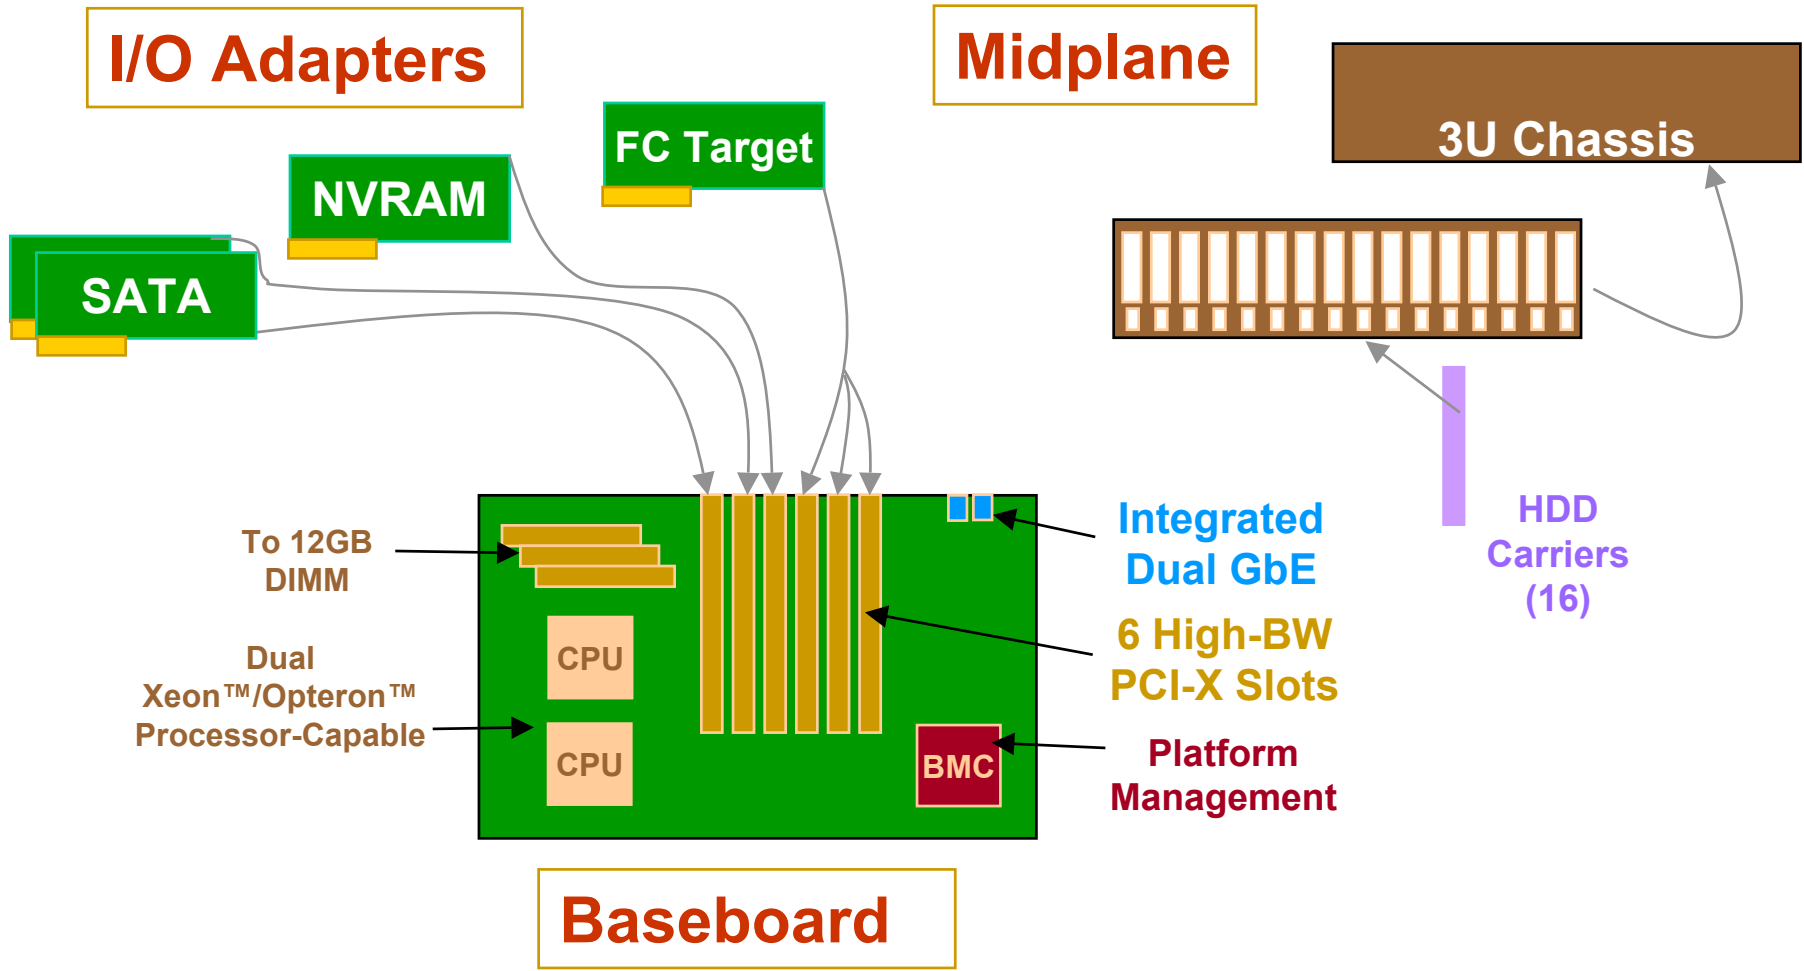 I/O Adapters
Midplane
3U Chassis
FC Target
NVRAM
SATA
To 12GB
DIMM
Dual
Xeon™/Opteron™
Processor-Capable
CPU
CPU
BMC
Integrated
Dual GbE
6 High-BW
PCI-X Slots
Platform
Management
HDD
Carriers
(16)
Baseboard